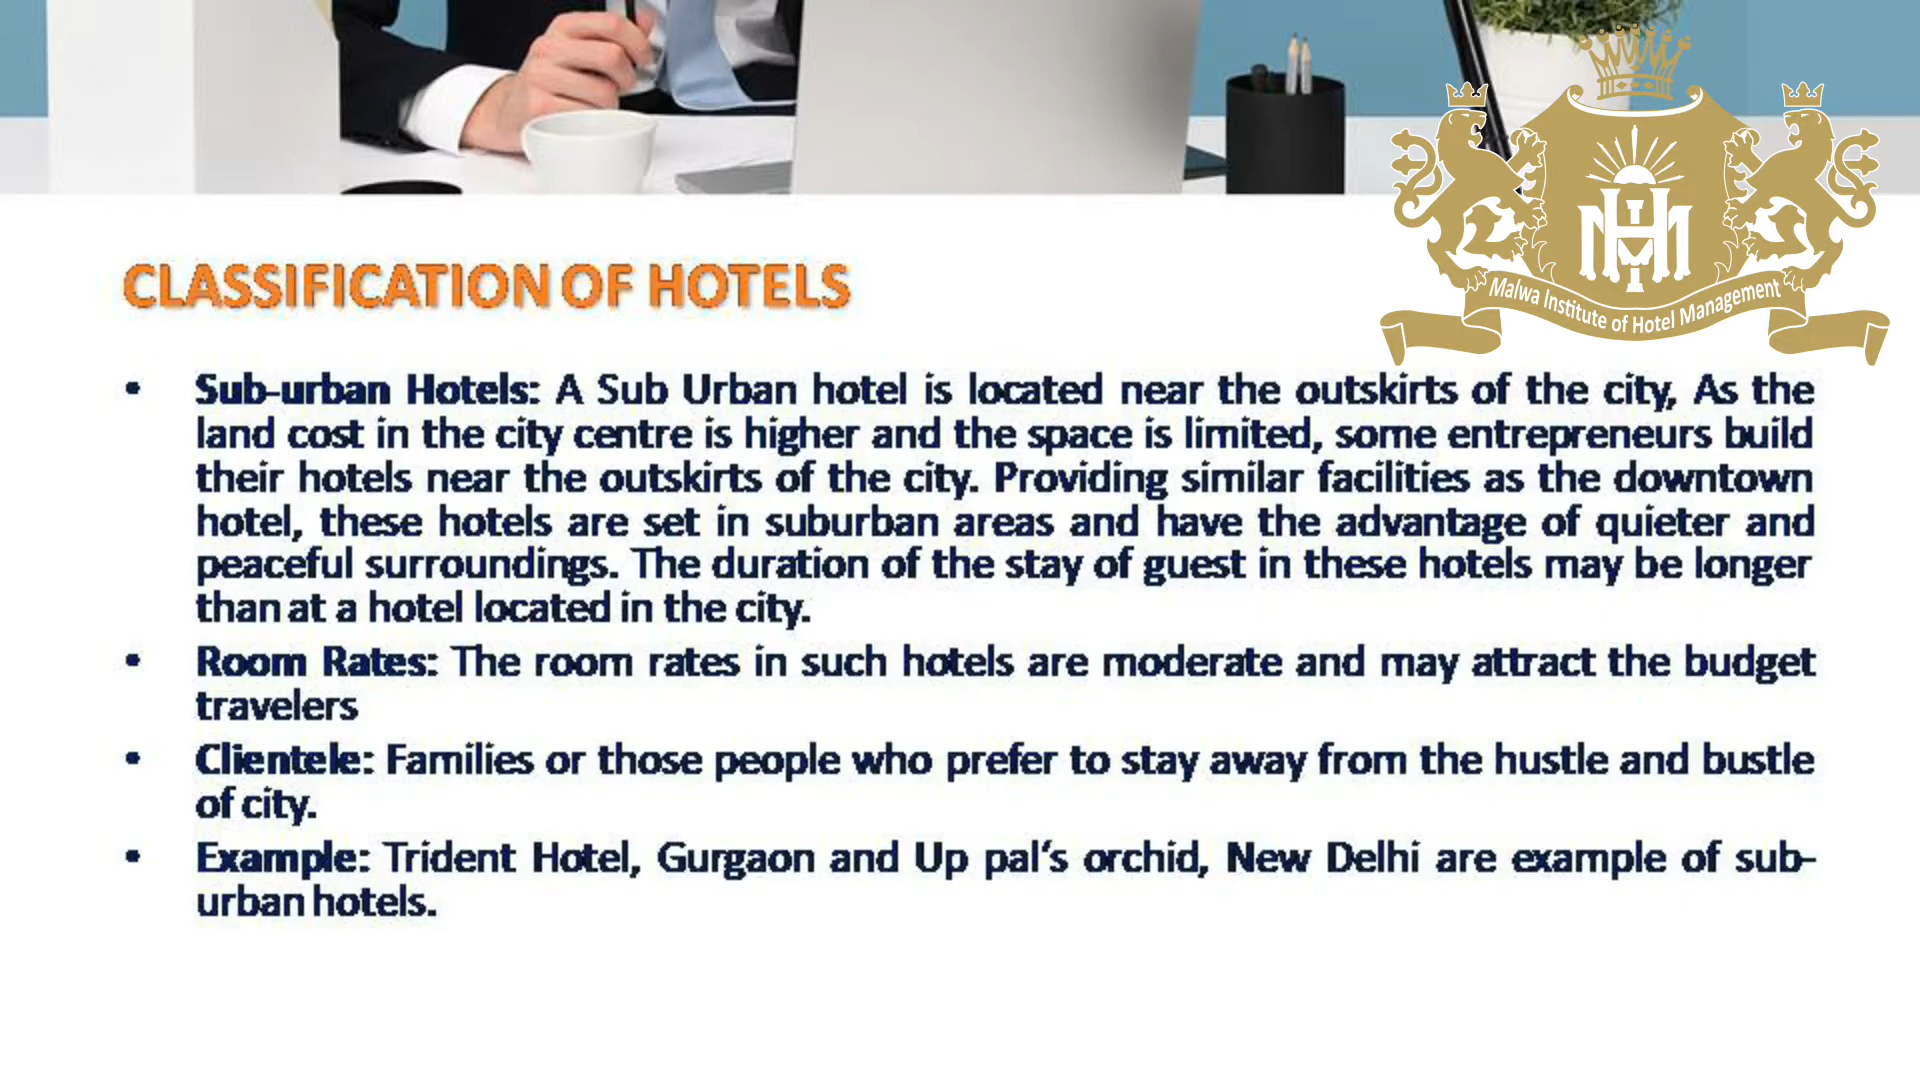 Malwa Institute of Hotel Management
CLASSIFICATION OF HOTELS
• Sub-urban Hotels: A Sub Urban hotel is located near the outskirts of the city, As the
land cost in the city centre is higher and the space is limited, some entrepreneurs build
their hotels near the outskirts of the city. Providing similar facilities as the downtown
hotel, these hotels are set in suburban areas and have the advantage of quieter and
peaceful surroundings. The duration of the stay of guest in these hotels may be longer
than at a hotel located in the city.
• Room Rates: The room rates in such hotels are moderate and may attract the budget
travelers
• Clientele: Families or those people who prefer to stay away from the hustle and bustle
of city.
• Example: Trident Hotel, Gurgaon and Up pal‘s orchid, New Delhi are example of sub-
urban hotels.